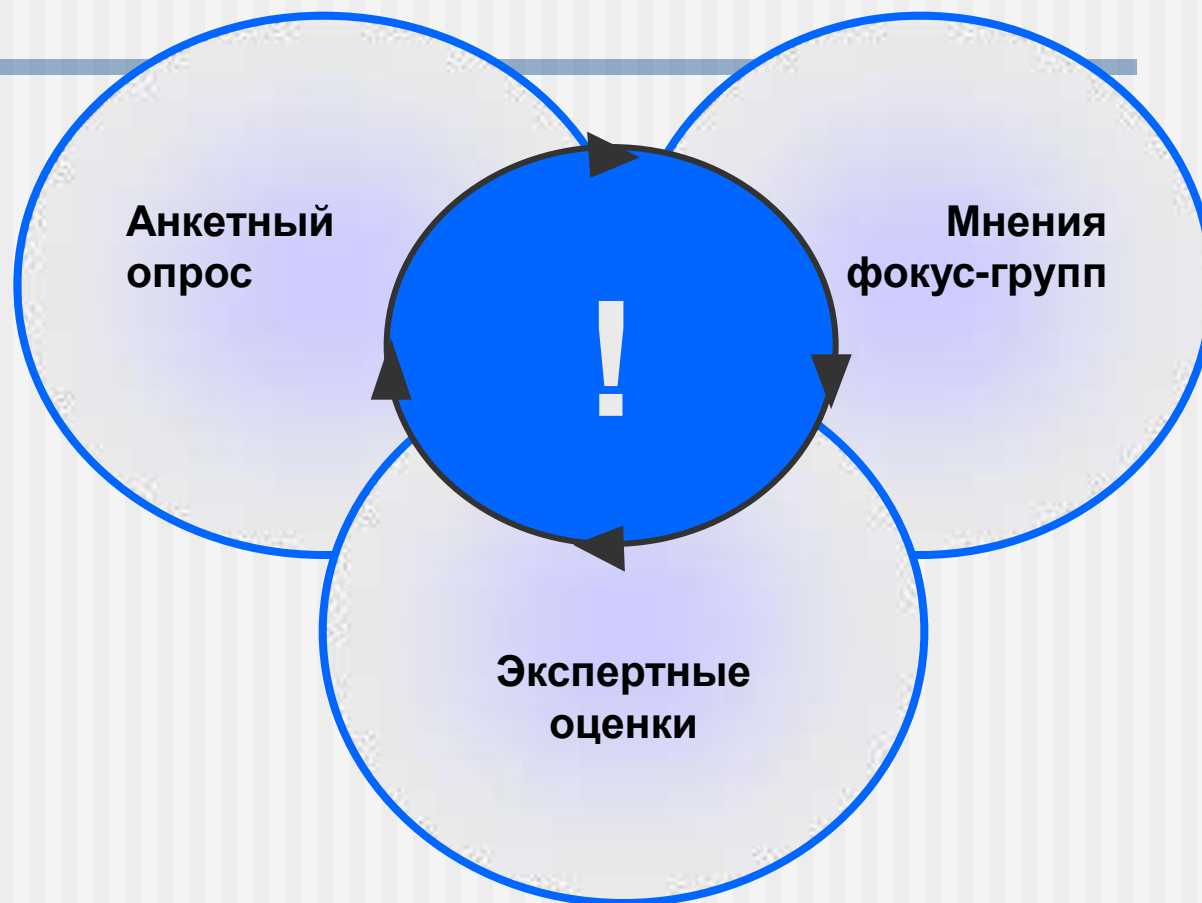 Анкетный
опрос
Мнения
фокус-групп
!
Экспертные
оценки